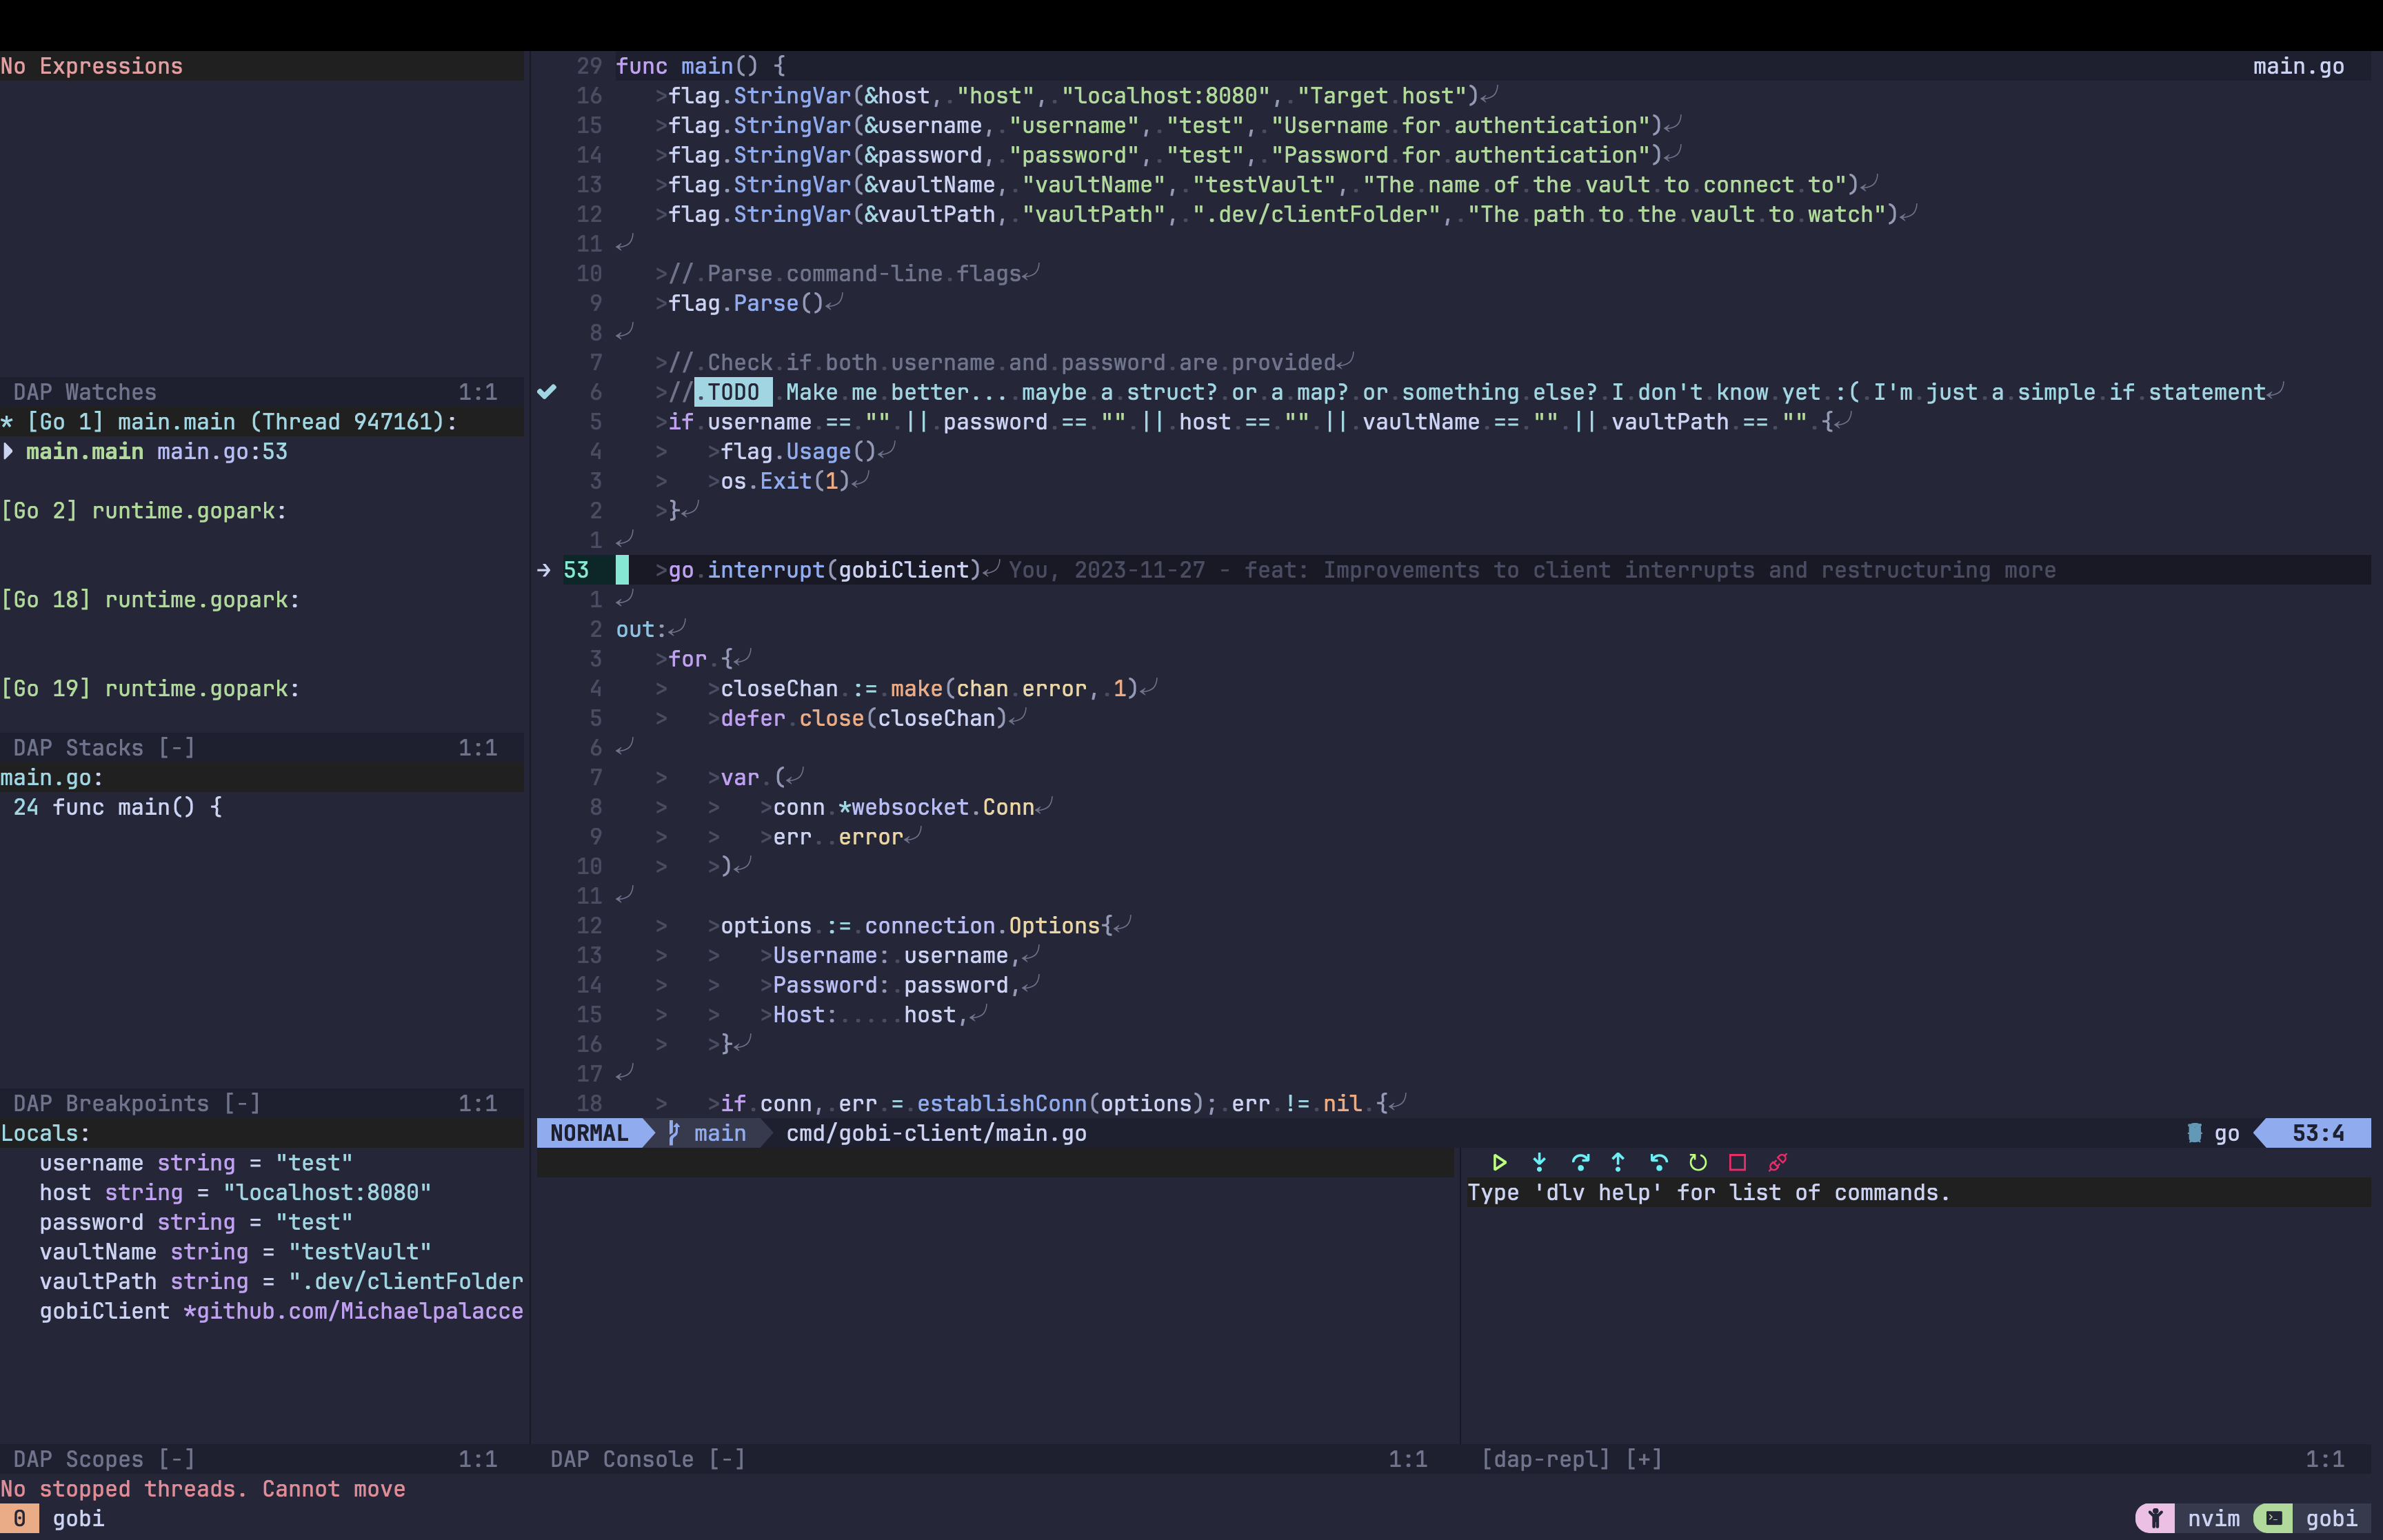 No Expressions
DAP Watches 1:1
* [Go 1] main.main (Thread 947161):
main.main main.go:53
[Go 2] runtime.gopark:
[Go 18] runtime.gopark:
[Go 19] runtime.gopark:
DAP Stacks [-] 1:1
main.go:
24 func main() {
DAP Breakpoints [-] 1:1
Locals:
username string = "test"
host string = "localhost:8080"
password string = "test"
vaultName string = "testVault"
vaultPath string = ".dev/clientFolder
gobiClient *github.com/Michaelpalacce
DAP Scopes [-] 1:1
29 func main() { main.go
16 >flag.StringVar(&host, "host", "localhost:8080", "Target host")
15 >flag.StringVar(&username, "username", "test", "Username for authentication")
14 >flag.StringVar(&password, "password", "test", "Password for authentication")
13 >flag.StringVar(&vaultName, "vaultName", "testVault", "The name of the vault to connect to")
12 >flag.StringVar(&vaultPath, "vaultPath", ".dev/clientFolder", "The path to the vault to watch")
11
10 >// Parse command-line flags
9 >flag.Parse()
8
7 >// Check if both username and password are provided
6 >// TODO Make me better... maybe a struct? or a map? or something else? I don't know yet :( I'm just a simple if statement
5 >if username == "" || password == "" || host == "" || vaultName == "" || vaultPath == "" {
4 > >flag.Usage()
3 > >os.Exit(1)
2 >}
1
53 >go interrupt(gobiClient) You, 2023-11-27 - feat: Improvements to client interrupts and restructuring more
1
2 out:
3 >for {
4 > >closeChan := make(chan error, 1)
5 > >defer close(closeChan)
6
7 > >var (
8 > > >conn *websocket.Conn
9 > > >err  error
10 > >)
11
12 > >options := connection.Options{
13 > > >Username: username,
14 > > >Password: password,
15 > > >Host:     host,
16 > >}
17
18 > >if conn, err = establishConn(options); err != nil {
NORMAL main cmd/gobi-client/main.go go 53:4
Type 'dlv help' for list of commands.
DAP Console [-] 1:1
[dap-repl] [+] 1:1
No stopped threads. Cannot move
0 gobi nvim gobi